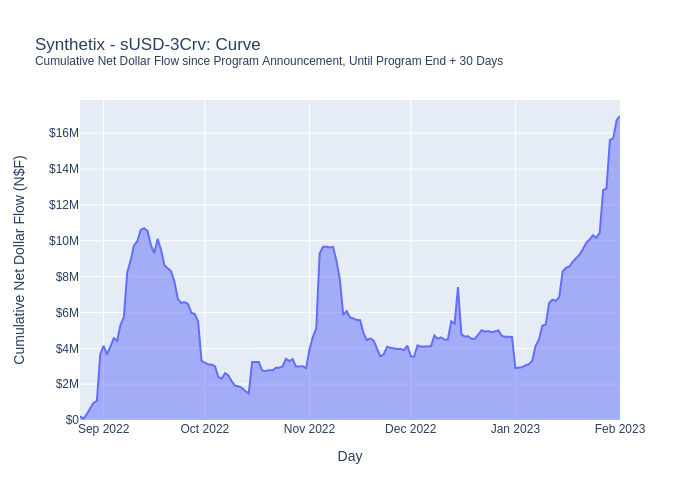 Synthetix - sUSD-3Crv: Curve
Cumulative Net Dollar Flow since Program Announcement, Until Program End + 30 Days
Cumulative Net Dollar Flow (N$F)
$16M
$14M
$12M
$10M
$8M
$6M
$4M
$2M
$0
Sep 2022
Oct 2022
Nov 2022
Dec 2022
Jan 2023
Feb 2023
Day